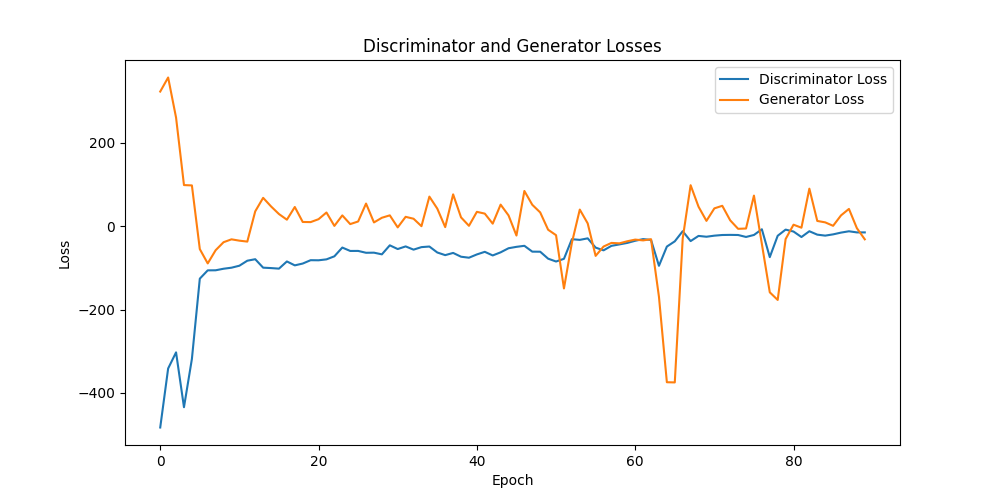 Discriminator and Generator Losses
Discriminator Loss
Generator Loss
200
0
−200
−400
Loss
0 20 40 60 80
Epoch